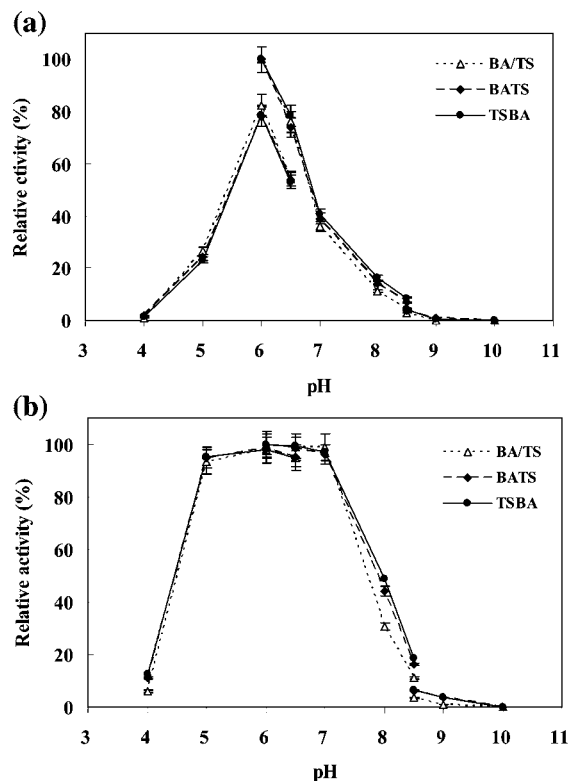 (a)
Relative ctivity (%)
100
80
60
40
20
0
BA/TS
BATS
TSBA
3 4 5 6 7 8 9 10 11
pH
(b)
Relative activity (%)
100
80
60
40
20
0
BA/TS
BATS
TSBA
3 4 5 6 7 8 9 10 11
pH